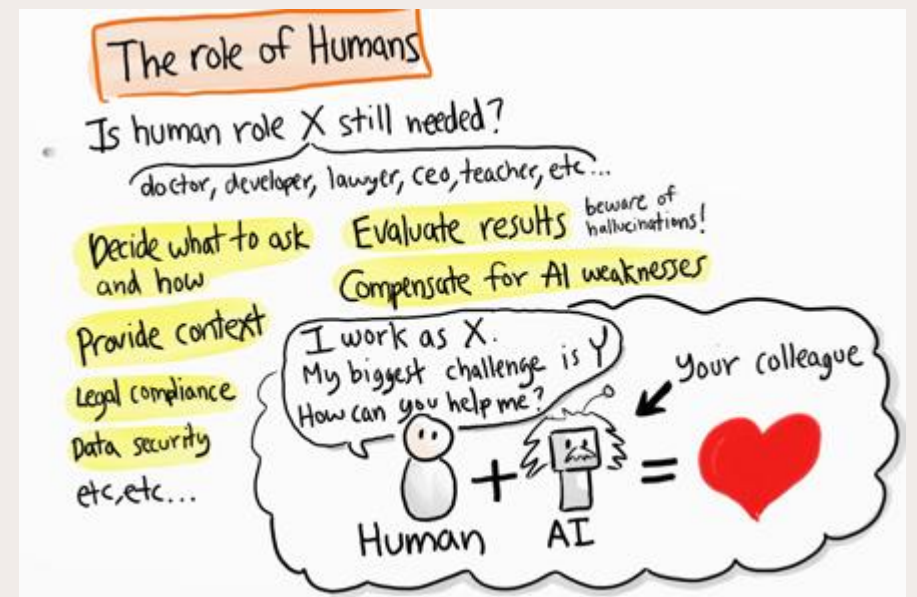 The role of Humans
Is human role X still needed?
doctor, developer, lawyer, ceo, teacher, etc...
Decide what to ask
and how
Provide context
Legal compliance
Data security
etc, etc...
Evaluate results
beware of
hallucinations!
Compensate for AI weaknesses
I work as X.
My biggest challenge is Y
How can you help me?
Your colleague
Human
+
AI
=